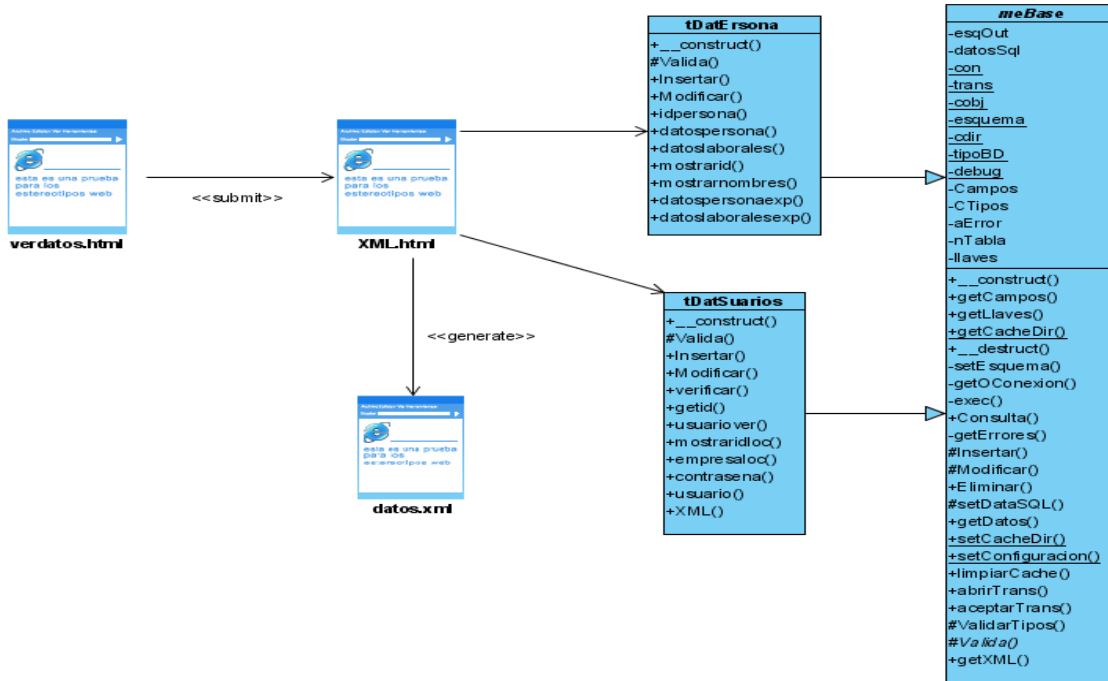 esta es una prueba
para los
estereotipos web
verdatos.html
<<submit>>
esta es una prueba
para los
estereotipos web
XML.html
<<generate>>
esta es una prueba
para los
estereotipos web
datos.xml
tDatErsona
+__construct()
#Valida()
+Insertar()
+Modificar()
+idpersona()
+datospersona()
+datoslaborales()
+mostrarid()
+mostrarnombres()
+datospersonaexp()
+datoslaboralesexp()
tDatSuarios
+__construct()
#Valida()
+Insertar()
+Modificar()
+verificar()
+getid()
+usuariover()
+mostraridloc()
+empresaloc()
+contrasena()
+usuario()
+XML()
meBase
-esqOut
-datosSql
-con
-trans
-cobj
-esquema
-cdir
-tipoBD
-debug
-Campos
-CTipos
-aError
-nTabla
-llaves
+__construct()
+getCampos()
+getLlaves()
+getCacheDir()
+__destruct()
-setEsquema()
-getOConexion()
-exec()
+Consulta()
-getErrores()
#Insertar()
#Modificar()
+Eliminar()
#setDataSQL()
+getDatos()
+setCacheDir()
+setConfiguracion()
+limpiarCache()
+abrirTrans()
+aceptarTrans()
#ValidarTipos()
#Valida()
+getXML()